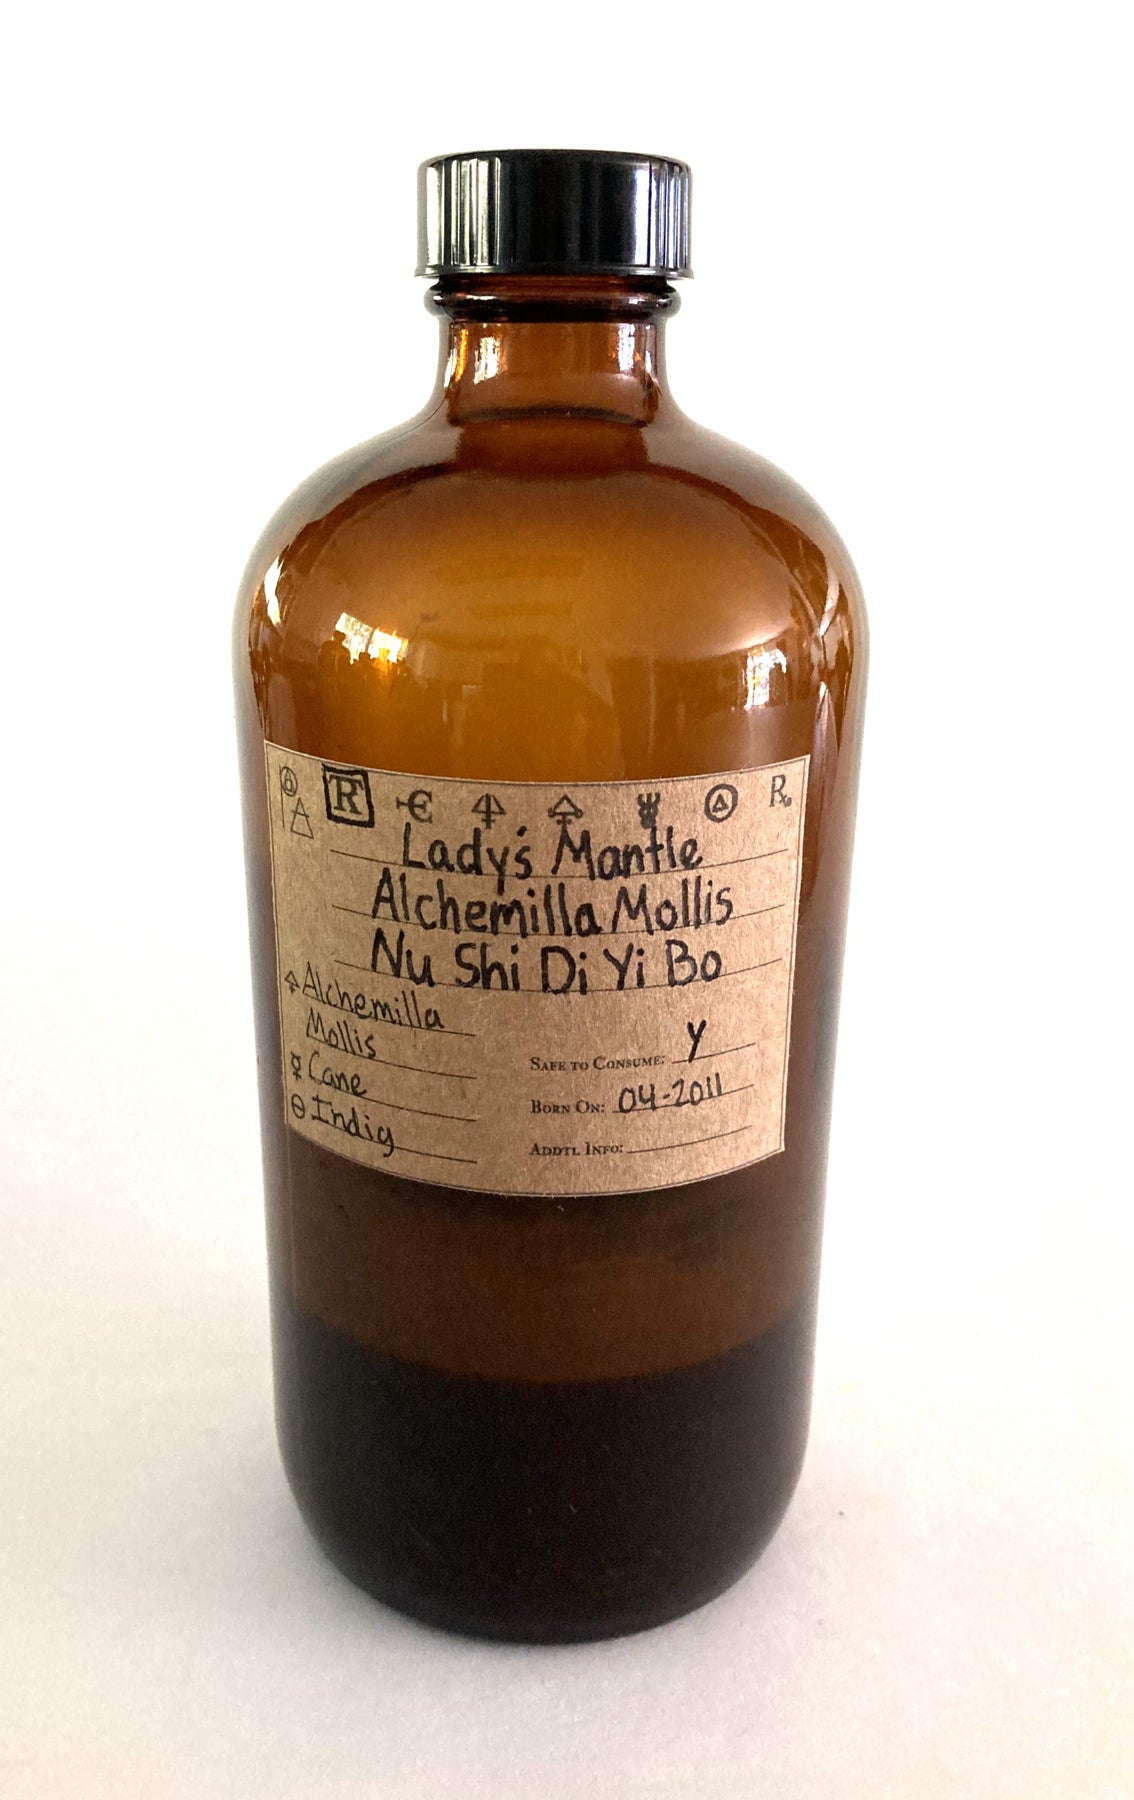 R
Lady's Mantle
Alchemilla Mollis
Nu Shi Di Yi Bo
Alchemilla
Mollis
Cane
Indig
SAFE TO CONSUME: Y
BORN ON: 04-2011
ADDTL INFO: